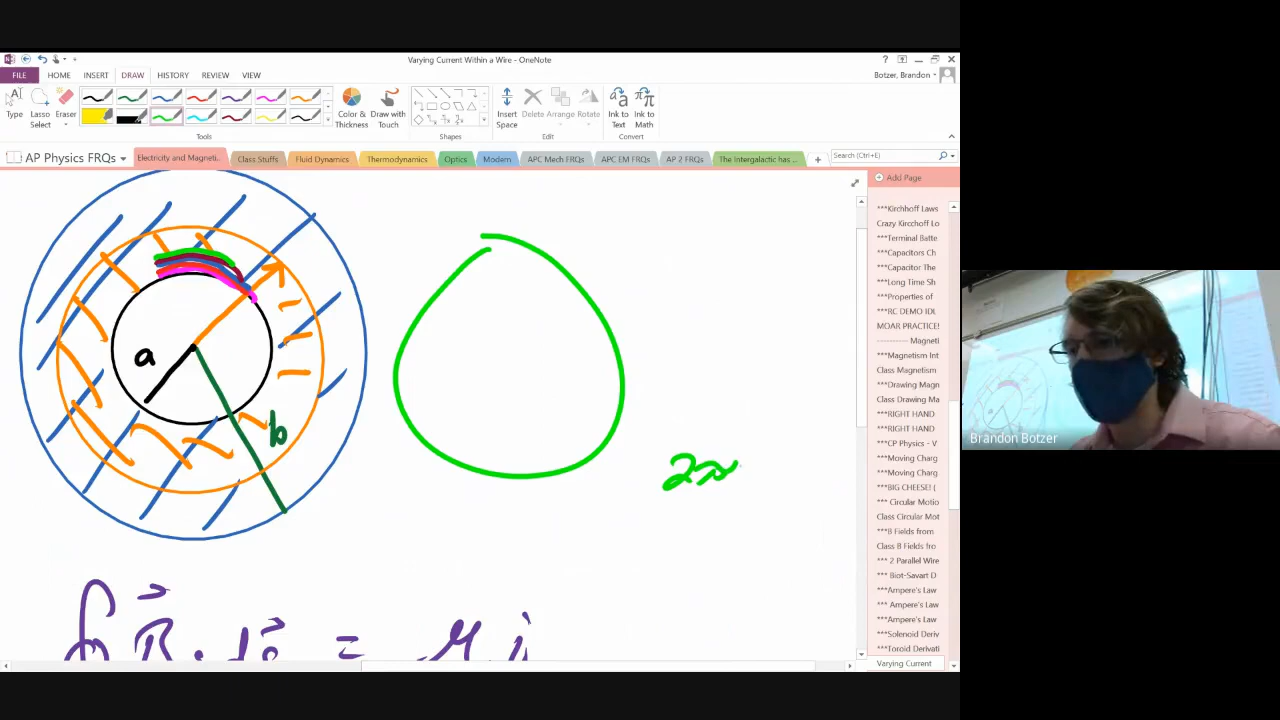 Varying Current Within a Wire - OneNote
FILE HOME INSERT DRAW HISTORY REVIEW VIEW
Botzer, Brandon
Type Lasso Select Eraser
Color & Thickness Draw with Touch
Insert Space Delete Arrange Rotate
Ink to Text Ink to Math
Tools Shapes Edit Convert
AP Physics FRQs Electricity and Magneti... Class Stuffs Fluid Dynamics Thermodynamics Optics Modern APC Mech FRQs APC EM FRQs AP 2 FRQs The Intergalactic has ... Search (Ctrl+E)
Add Page
***Kirchhoff Laws
Crazy Kircchoff Lo
***Terminal Batte
***Capacitors Ch
***Capacitor The
***Long Time Sh
***Properties of
***RC DEMO IDL
MOAR PRACTICE!
----------- Magneti
***Magnetism Int
Class Magnetism
***Drawing Magn
Class Drawing Ma
***RIGHT HAND
***RIGHT HAND
***CP Physics - V
***Moving Charg
***Moving Charg
***BIG CHEESE! (
*** Circular Motio
Class Circular Mot
***B Fields from
Class B Fields fro
*** 2 Parallel Wire
*** Biot-Savart D
***Ampere's Law
*** Ampere's Law
***Ampere's Law
***Solenoid Deriv
***Toroid Derivati
Varying Current
a
b
2π
Brandon Botzer